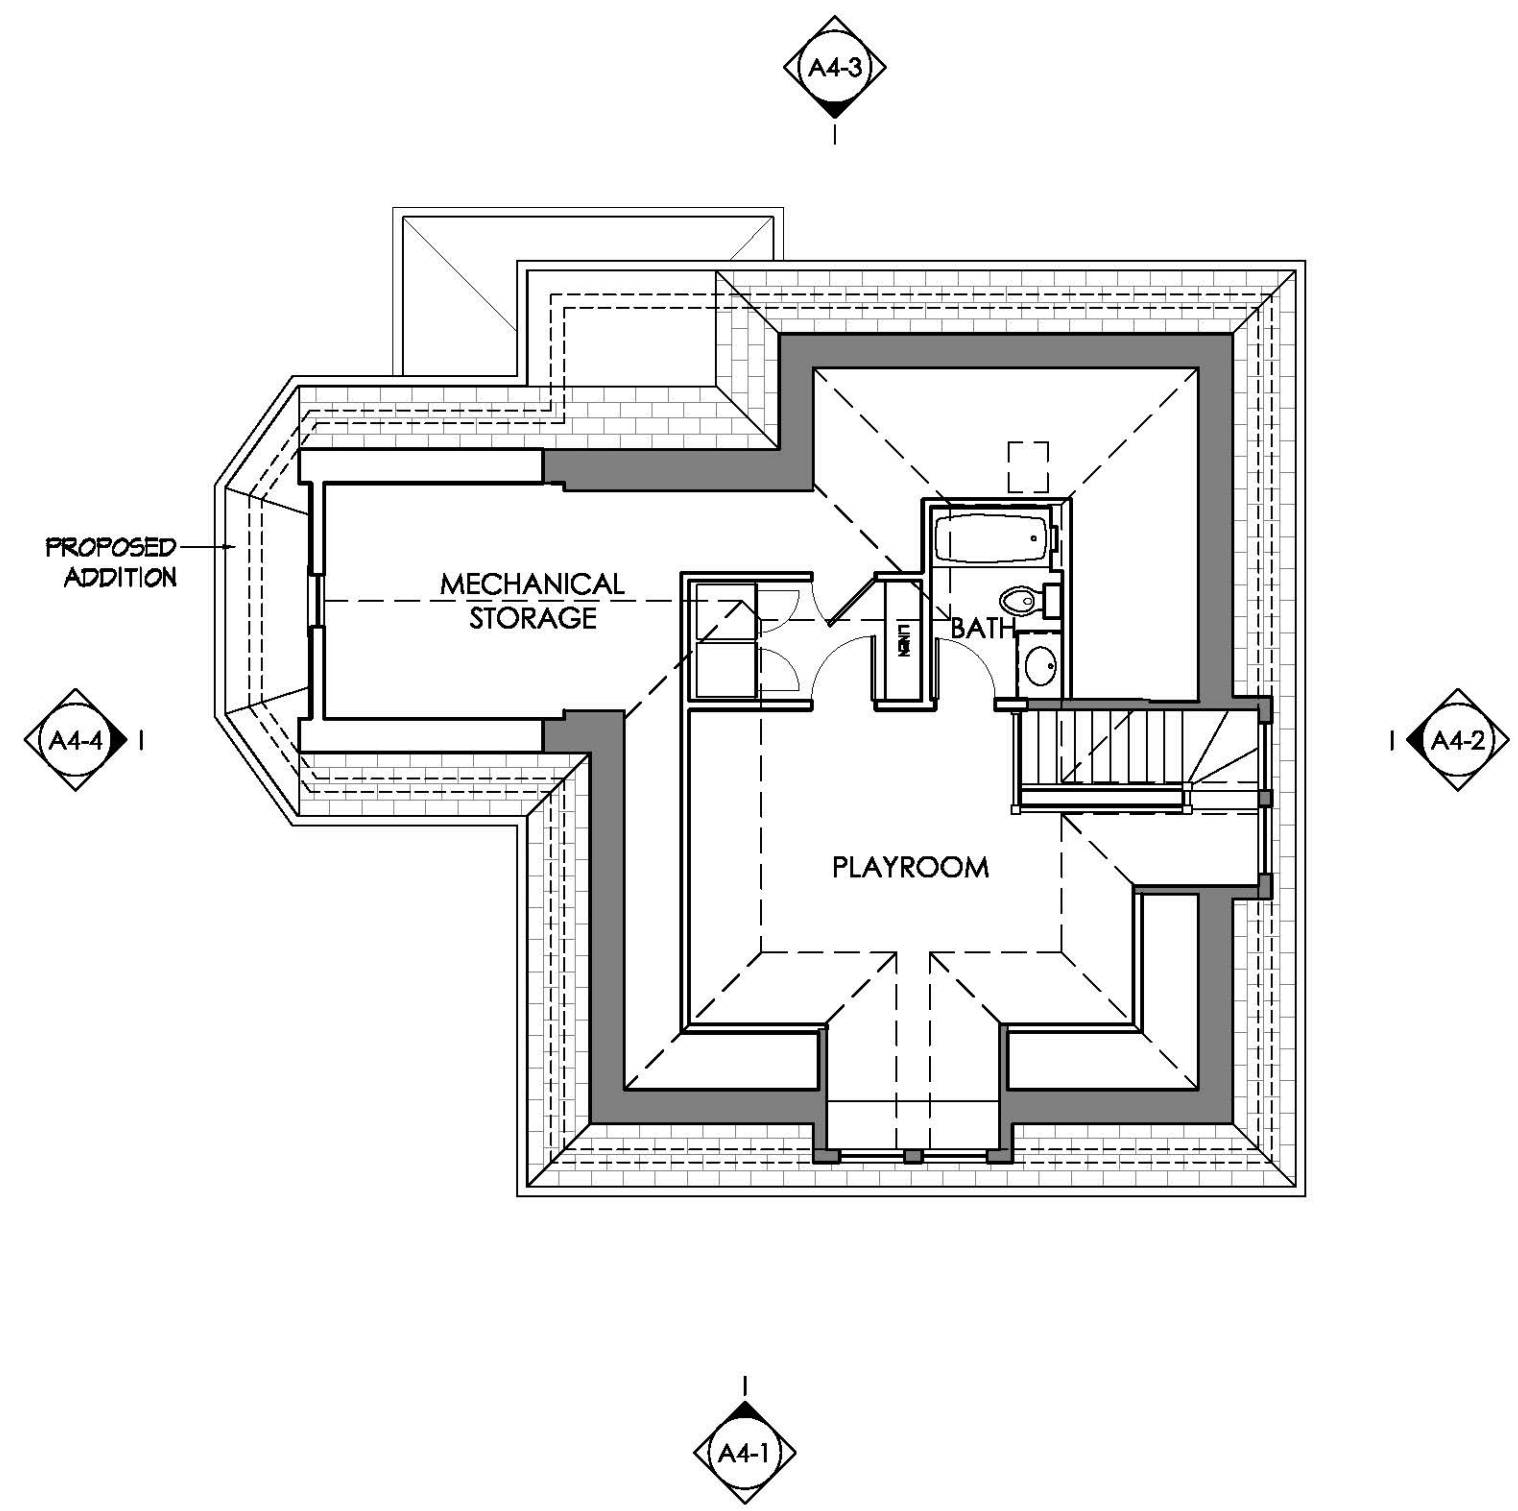 A4-3
I
PROPOSED
ADDITION
MECHANICAL
STORAGE
LINEN
BATH
A4-4 I
I A4-2
PLAYROOM
I
A4-1